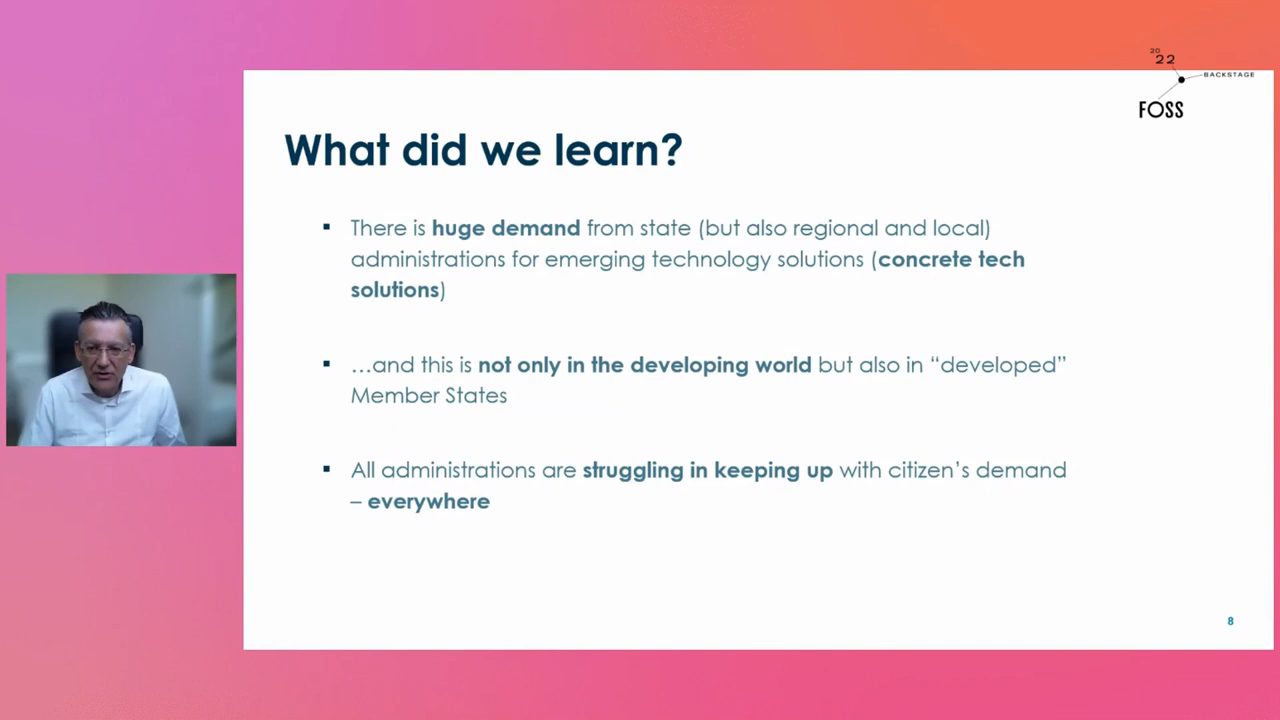 20
22
BACKSTAGE
FOSS
What did we learn?
▪ There is huge demand from state (but also regional and local)
administrations for emerging technology solutions (concrete tech
solutions)
▪ …and this is not only in the developing world but also in “developed”
Member States
▪ All administrations are struggling in keeping up with citizen’s demand
– everywhere
8